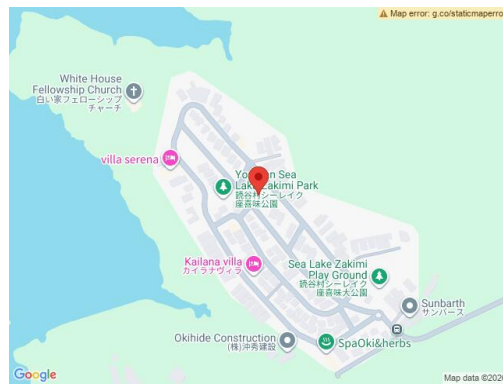 Map error: g.co/staticmaperro
White House
Fellowship Church
白い家フェローシップ
チャーチ
villa serena
Yo
n Sea
Lake Zakimi Park
読谷村シーレイク
座喜味公園
Kailana villa
カイラナヴィラ
Sea Lake Zakimi
Play Ground
読谷村シーレイク
座喜味大公園
Sunbarth
サンバース
Okihide Construction
(株)沖秀建設
SpaOki&herbs
Google
Map data ©202